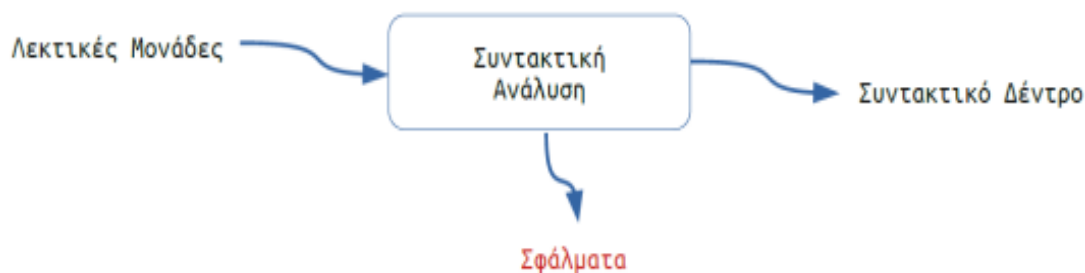 Λεκτικές Μονάδες
Συντακτική
Ανάλυση
Συντακτικό Δέντρο
Σφάλματα